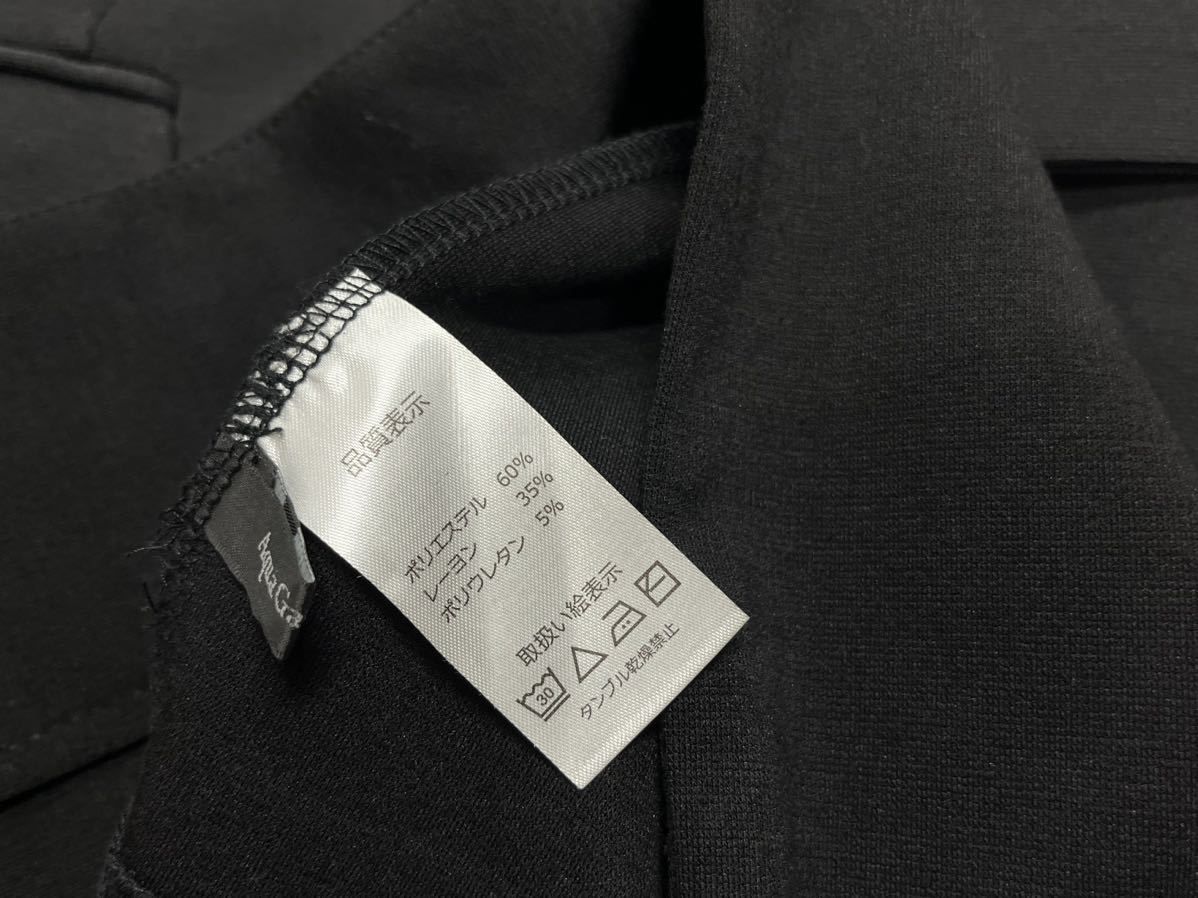 品質表示
ポリエステル 60%
レーヨン 35%
ポリウレタン 5%
取扱い絵表示
30
タンブル乾燥禁止